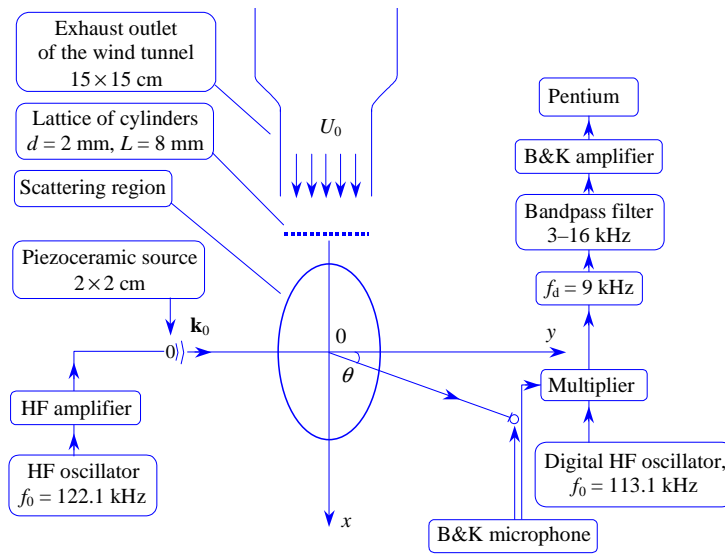 Exhaust outlet
of the wind tunnel
15 × 15 cm
Lattice of cylinders
d = 2 mm, L = 8 mm
Scattering region
Piezoceramic source
2 × 2 cm
k₀
0
HF amplifier
HF oscillator
f₀ = 122.1 kHz
U₀
0
θ
y
x
Pentium
B&K amplifier
Bandpass filter
3–16 kHz
f_d = 9 kHz
Multiplier
Digital HF oscillator,
f₀ = 113.1 kHz
B&K microphone